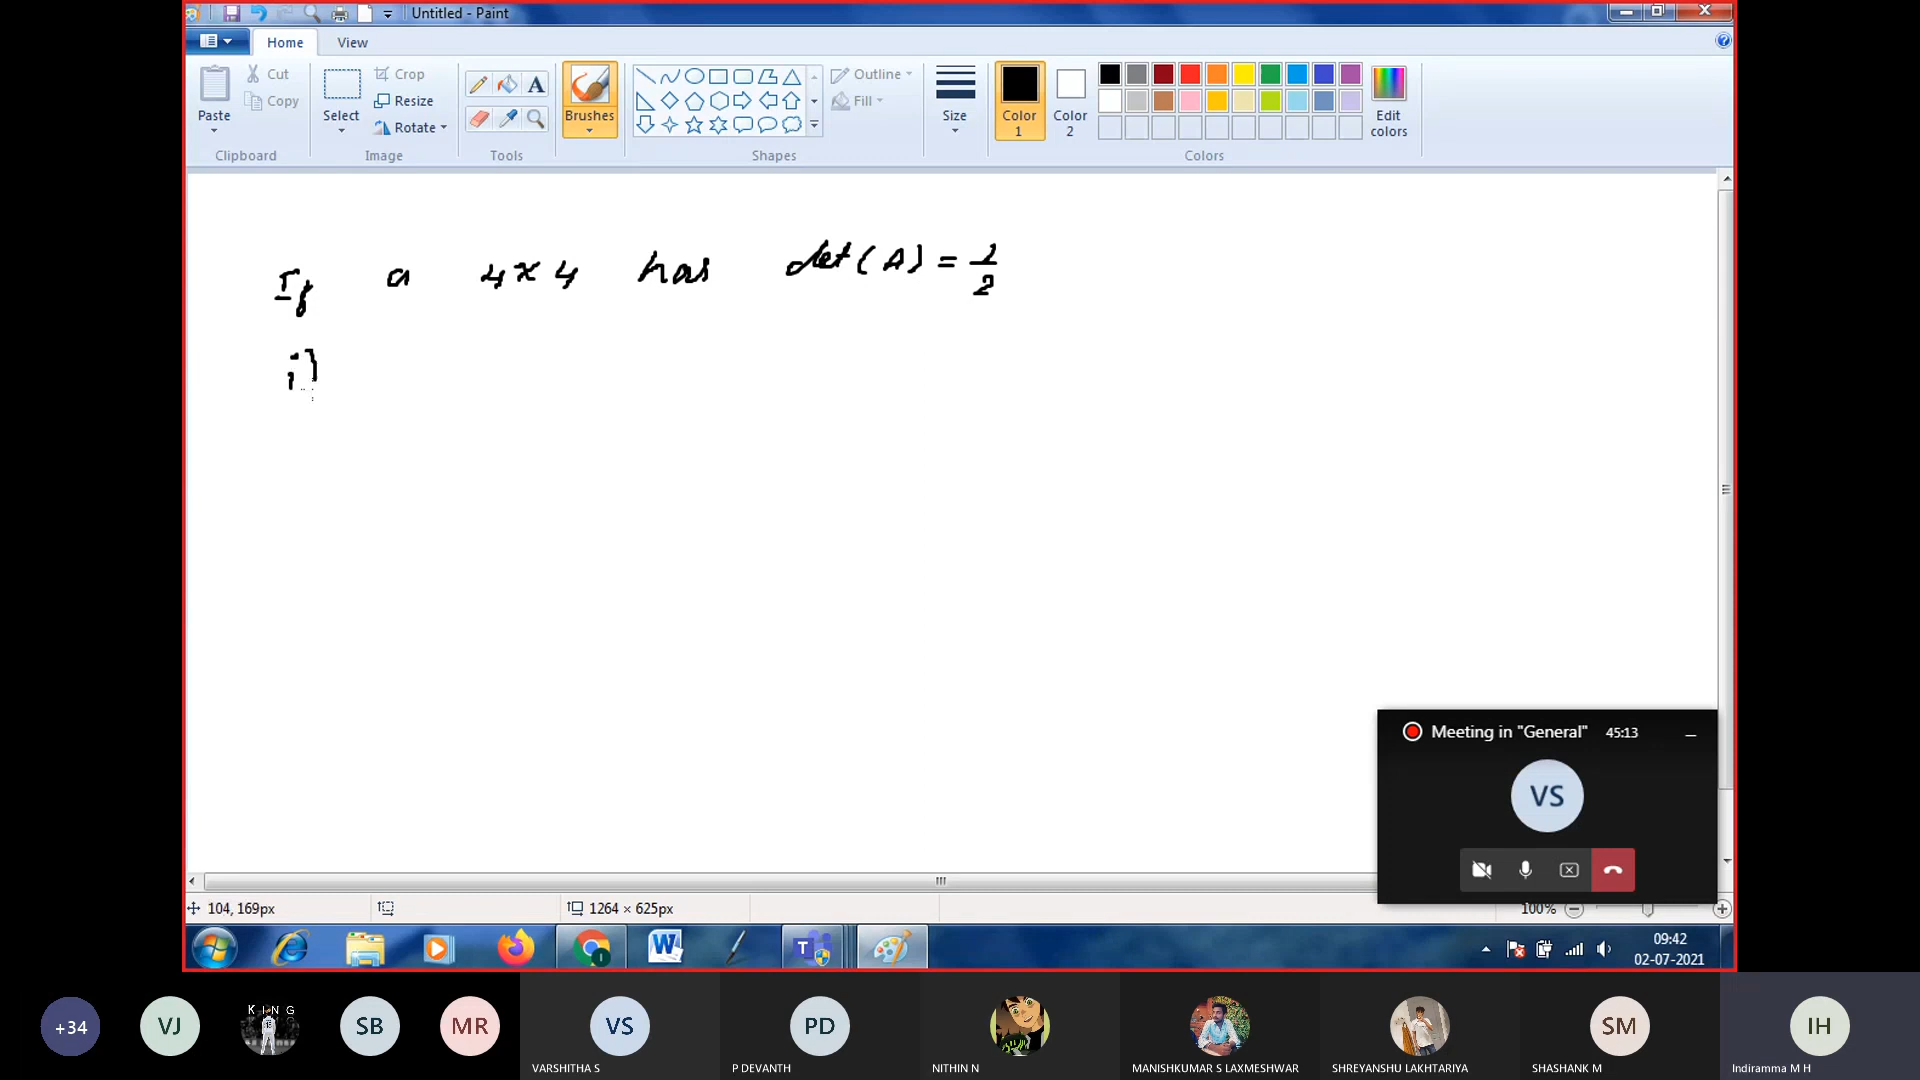 Untitled - Paint
Home View
Cut
Copy
Paste
Clipboard
Crop
Resize
Rotate
Select
Image
Tools
Brushes
Shapes
Outline
Fill
Size
Color 1
Color 2
Edit colors
Colors
If a 4×4 has det(A) = 1/2
i)
Meeting in "General" 45:13
VS
104, 169px
1264 × 625px
100%
09:42
02-07-2021
+34
VJ
KING
SB
MR
VS
VARSHITHA S
PD
P DEVANTH
NITHIN N
MANISHKUMAR S LAXMESHWAR
SHREYANSHU LAKHTARIYA
SM
SHASHANK M
IH
Indiramma M H